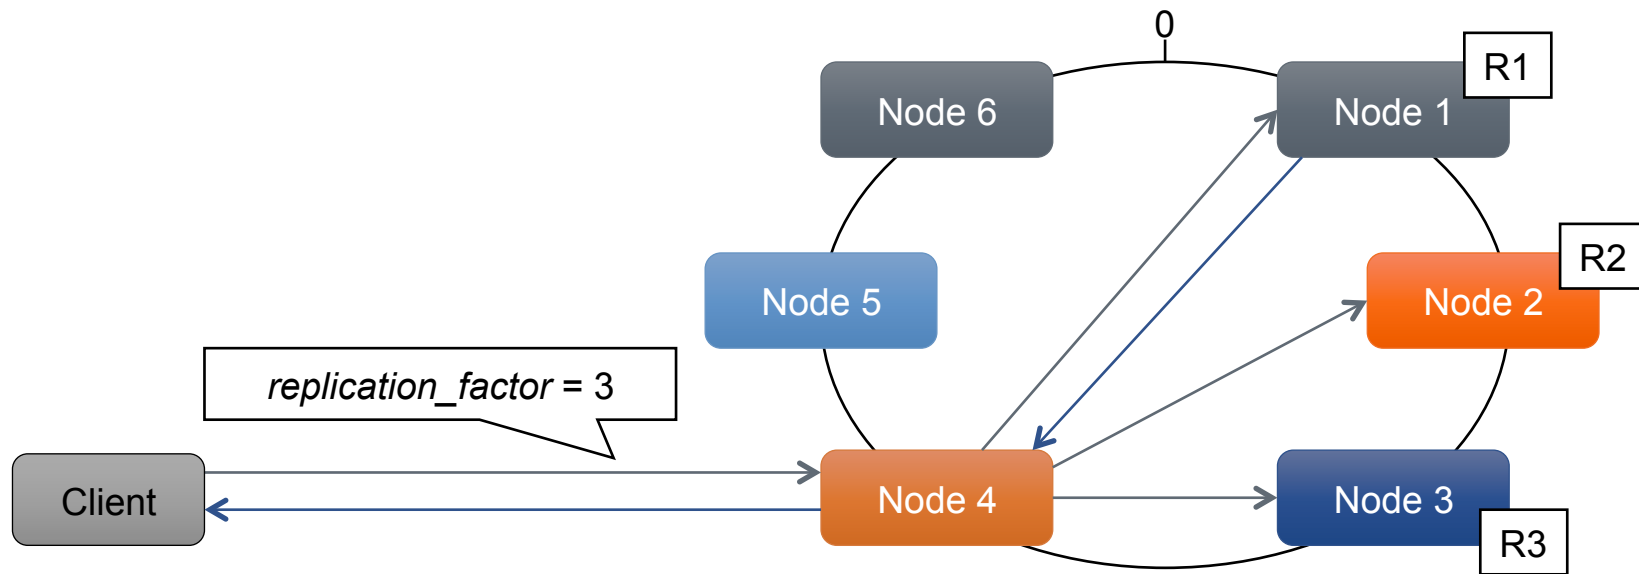 0
R1
Node 6
Node 1
R2
Node 5
Node 2
replication_factor = 3
Client
Node 4
Node 3
R3